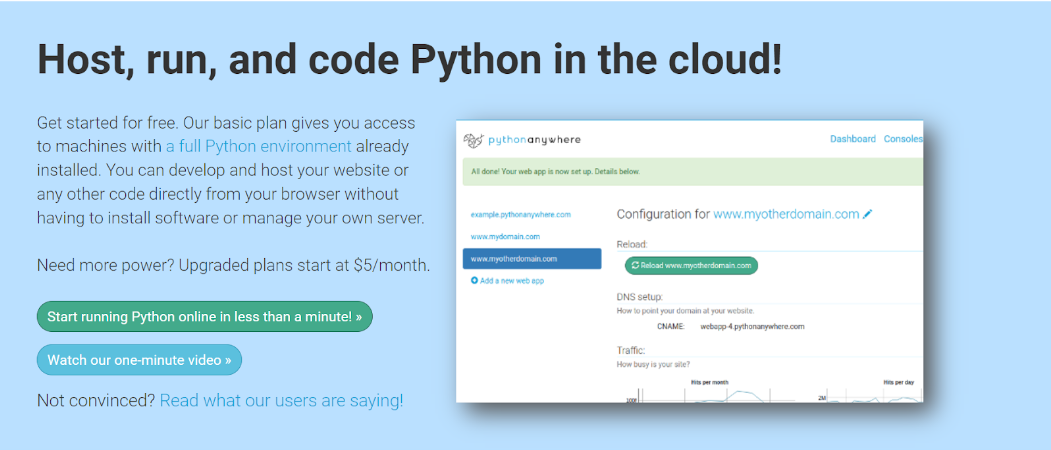 Host, run, and code Python in the cloud!
Get started for free. Our basic plan gives you access
to machines with a full Python environment already
installed. You can develop and host your website or
any other code directly from your browser without
having to install software or manage your own server.
Need more power? Upgraded plans start at $5/month.
Start running Python online in less than a minute! »
Watch our one-minute video »
Not convinced? Read what our users are saying!
pythonanywhere
Dashboard Consoles
All done! Your web app is now set up. Details below.
example.pythonanywhere.com
www.mydomain.com
www.myotherdomain.com
Add a new web app
Configuration for www.myotherdomain.com
Reload:
Reload www.myotherdomain.com
DNS setup:
How to point your domain at your website.
CNAME: webapp-4.pythonanywhere.com
Traffic:
How busy is your site?
Hits per month Hits per day
2M